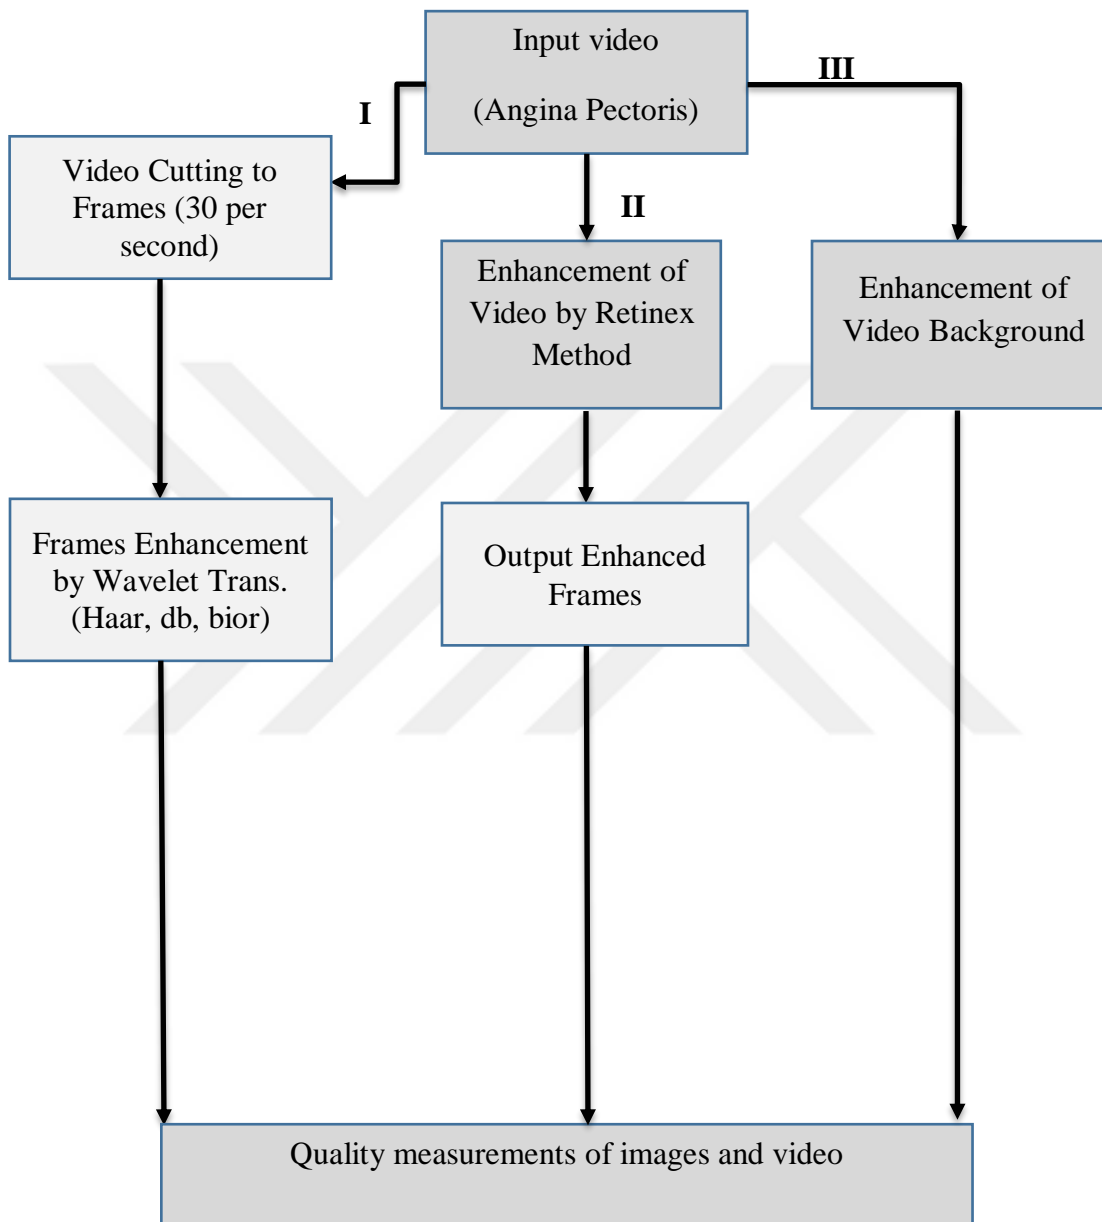 Input video
(Angina Pectoris)
III
I
Video Cutting to
Frames (30 per
second)
II
Enhancement of
Video by Retinex
Method
Enhancement of
Video Background
Frames Enhancement
by Wavelet Trans.
(Haar, db, bior)
Output Enhanced
Frames
Quality measurements of images and video